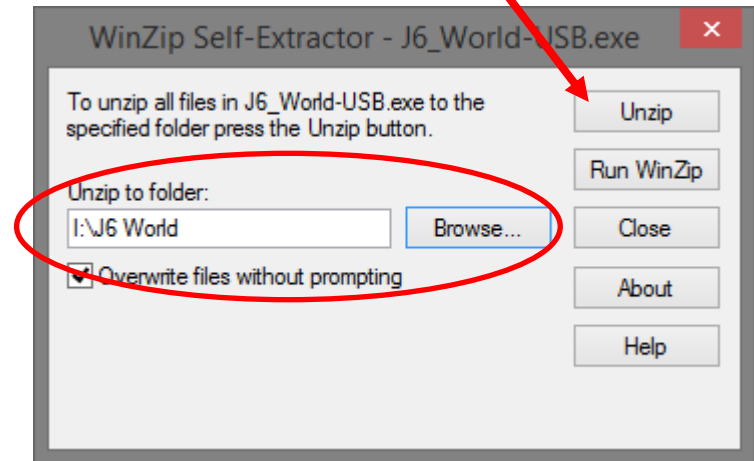 WinZip Self-Extractor - J6_World-USB.exe
To unzip all files in J6_World-USB.exe to the
specified folder press the Unzip button.
Unzip to folder:
I:\J6 World
Browse...
Overwrite files without prompting
Unzip
Run WinZip
Close
About
Help